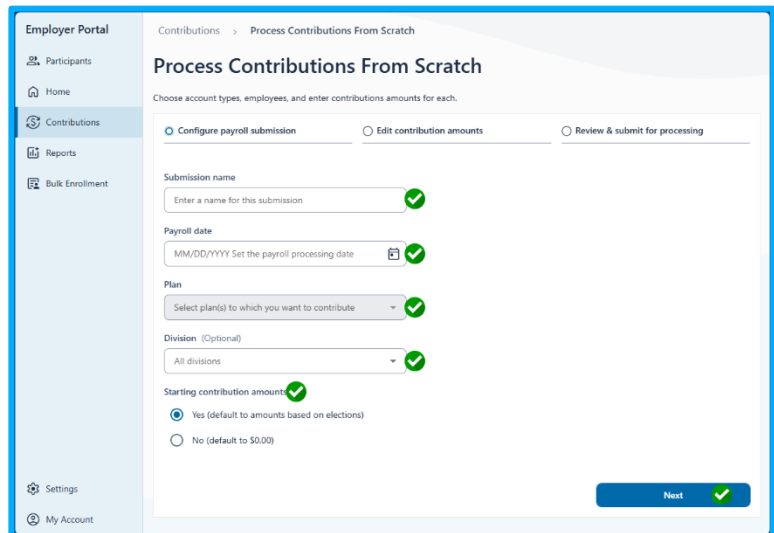 Employer Portal
Participants
Home
Contributions
Reports
Bulk Enrollment
Settings
My Account
Contributions > Process Contributions From Scratch
Process Contributions From Scratch
Choose account types, employees, and enter contributions amounts for each.
Configure payroll submission
Edit contribution amounts
Review & submit for processing
Submission name
Enter a name for this submission
Payroll date
MM/DD/YYYY Set the payroll processing date
Plan
Select plan(s) to which you want to contribute
Division (Optional)
All divisions
Starting contribution amounts
Yes (default to amounts based on elections)
No (default to $0.00)
Next